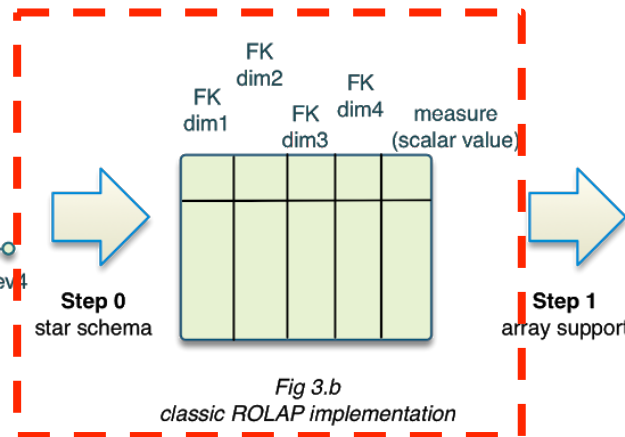 FK
dim1
FK
dim2
FK
dim3
FK
dim4
measure
(scalar value)
Step 0
star schema
Step 1
array support
Fig 3.b
classic ROLAP implementation